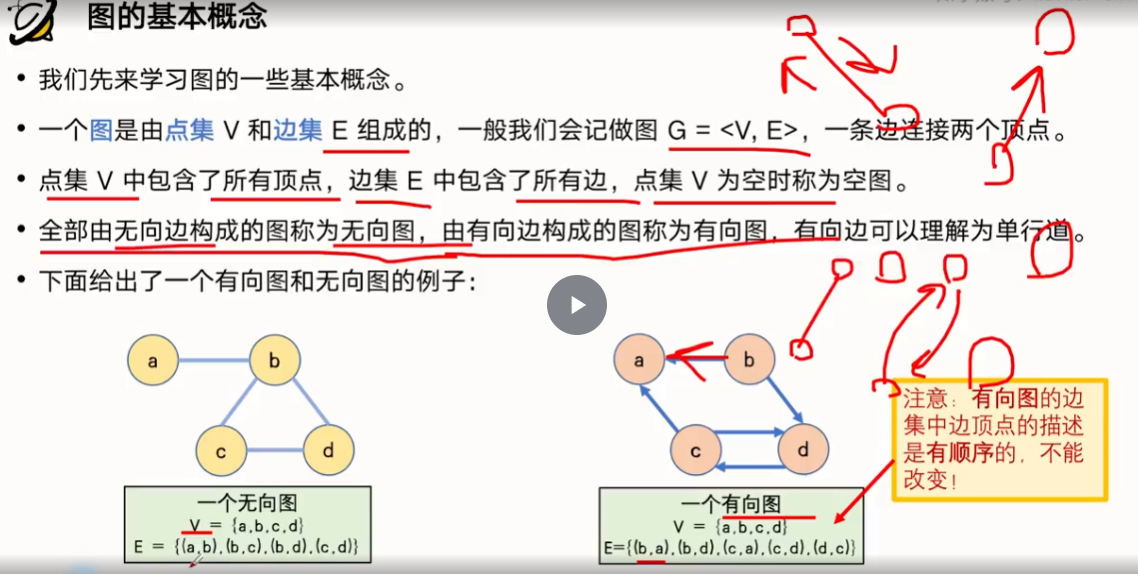 图的基本概念
• 我们先来学习图的一些基本概念。
• 一个图是由点集 V 和边集 E 组成的，一般我们会记做图 G = <V, E>，一条边连接两个顶点。
• 点集 V 中包含了所有顶点，边集 E 中包含了所有边，点集 V 为空时称为空图。
• 全部由无向边构成的图称为无向图，由有向边构成的图称为有向图，有向边可以理解为单行道。
• 下面给出了一个有向图和无向图的例子：
a
b
c
d
一个无向图
V = {a,b,c,d}
E = {(a,b),(b,c),(b,d),(c,d)}
a
b
c
d
一个有向图
V = {a,b,c,d}
E={(b,a),(b,d),(c,a),(c,d),(d,c)}
注意：有向图的边
集中边顶点的描述
是有顺序的，不能
改变！